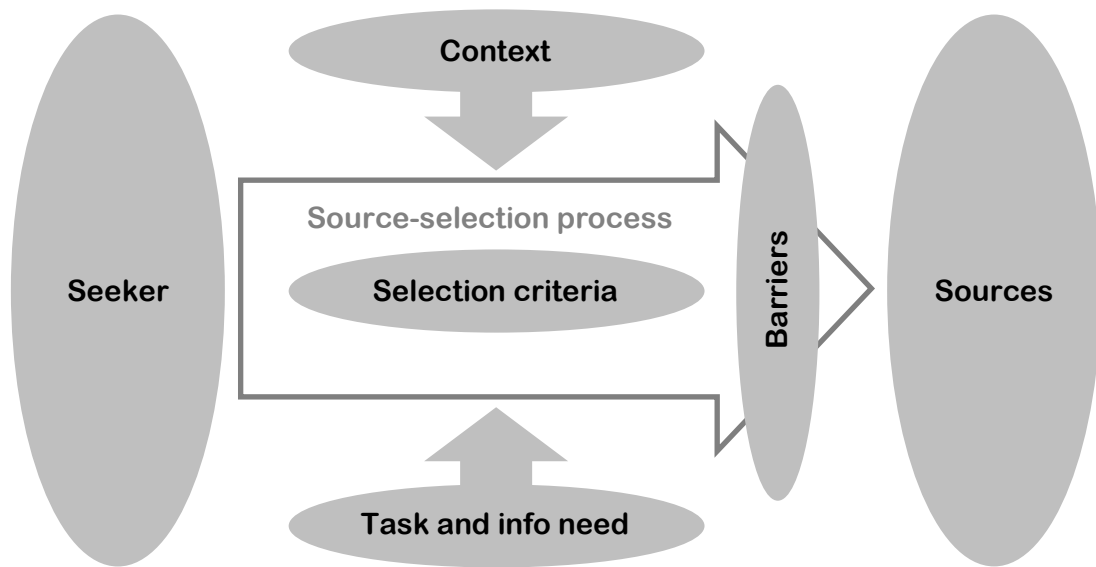 Context
Source-selection process
Seeker
Selection criteria
Barriers
Sources
Task and info need